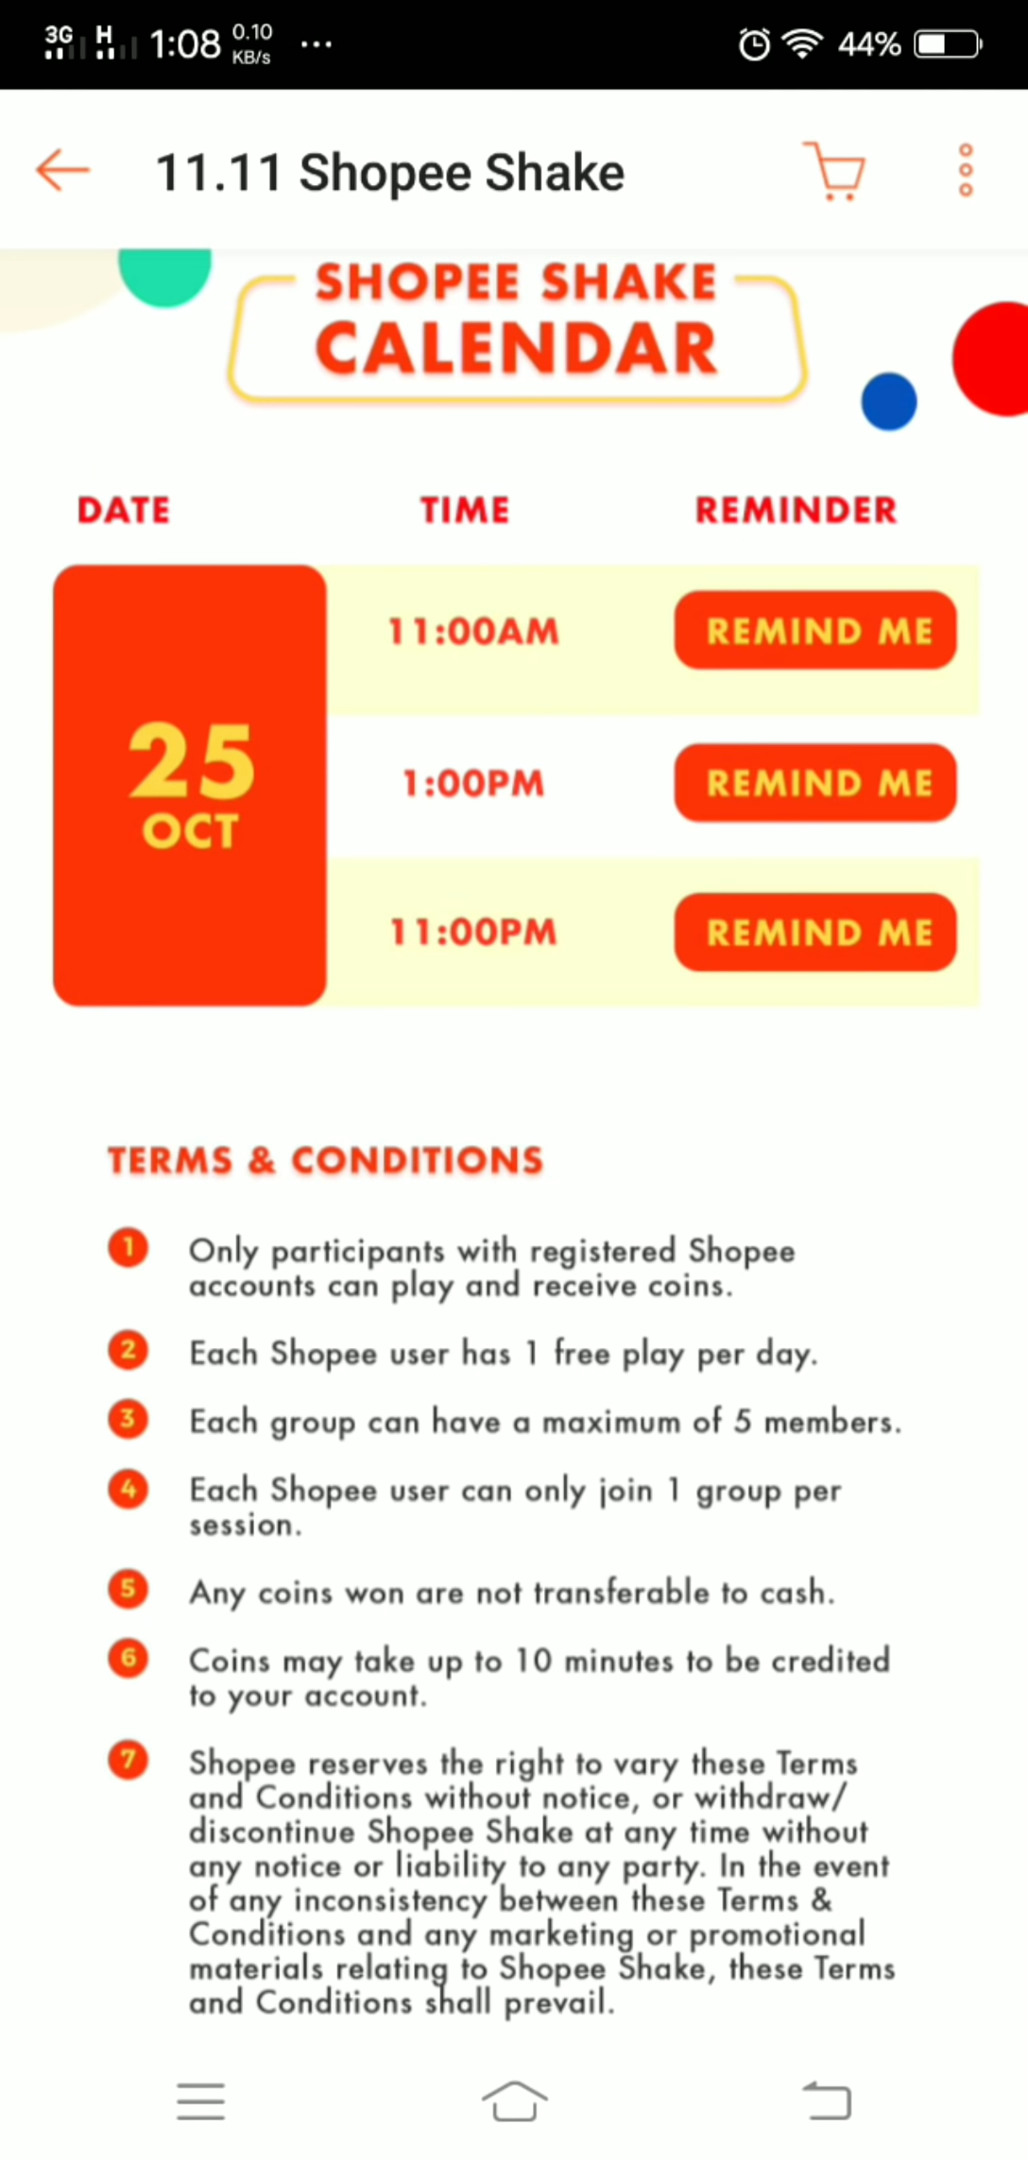 3G H 1:08 0.10 KB/s ... 44%
11.11 Shopee Shake
SHOPEE SHAKE
CALENDAR
DATE TIME REMINDER
11:00AM REMIND ME
25
OCT
1:00PM REMIND ME
11:00PM REMIND ME
TERMS & CONDITIONS
1 Only participants with registered Shopee
accounts can play and receive coins.
2 Each Shopee user has 1 free play per day.
3 Each group can have a maximum of 5 members.
4 Each Shopee user can only join 1 group per
session.
5 Any coins won are not transferable to cash.
6 Coins may take up to 10 minutes to be credited
to your account.
7 Shopee reserves the right to vary these Terms
and Conditions without notice, or withdraw/
discontinue Shopee Shake at any time without
any notice or liability to any party. In the event
of any inconsistency between these Terms &
Conditions and any marketing or promotional
materials relating to Shopee Shake, these Terms
and Conditions shall prevail.